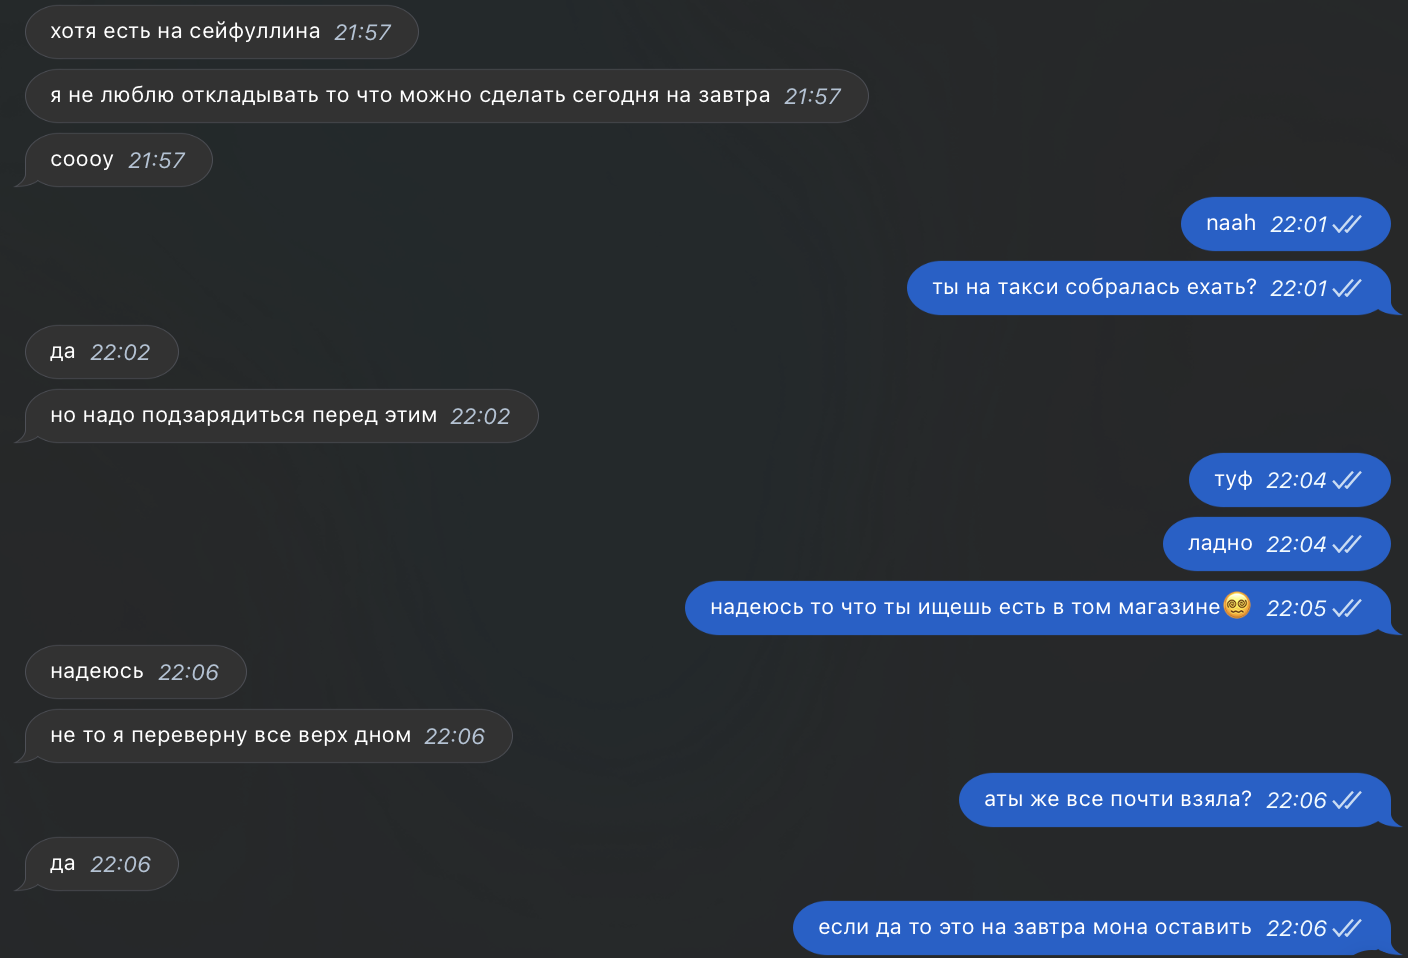 хотя есть на сейфуллина 21:57
я не люблю откладывать то что можно сделать сегодня на завтра 21:57
соооу 21:57
naah 22:01
ты на такси собралась ехать? 22:01
да 22:02
но надо подзарядиться перед этим 22:02
туф 22:04
ладно 22:04
надеюсь то что ты ищешь есть в том магазине😵‍💫 22:05
надеюсь 22:06
не то я переверну все верх дном 22:06
аты же все почти взяла? 22:06
да 22:06
если да то это на завтра мона оставить 22:06